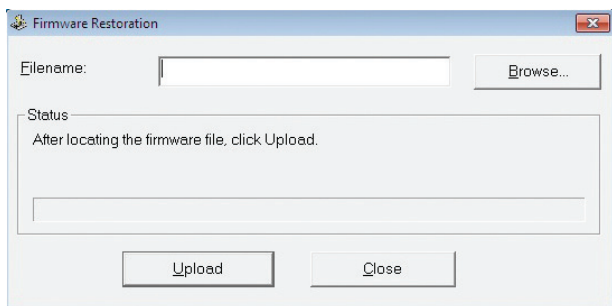 Firmware Restoration
Filename:
Browse...
Status
After locating the firmware file, click Upload.
Upload
Close